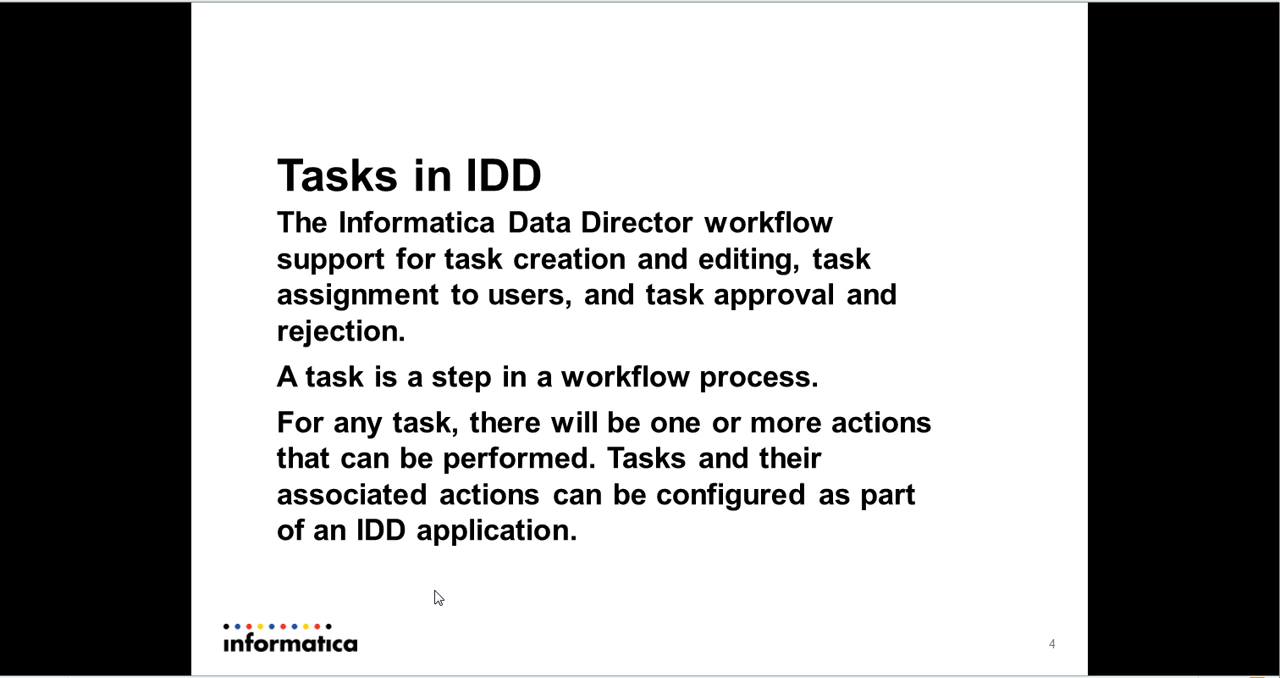 Tasks in IDD
The Informatica Data Director workflow
support for task creation and editing, task
assignment to users, and task approval and
rejection.
A task is a step in a workflow process.
For any task, there will be one or more actions
that can be performed. Tasks and their
associated actions can be configured as part
of an IDD application.
informatica
4